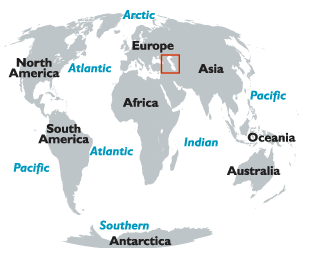 Arctic
Europe
North
America
Atlantic
Asia
Pacific
Africa
South
America
Atlantic
Indian
Oceania
Pacific
Australia
Southern
Antarctica